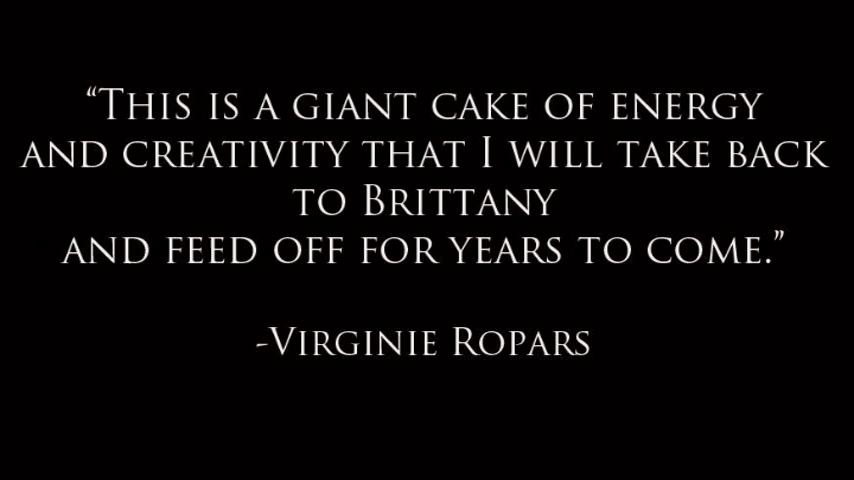 “This is a giant cake of energy
and creativity that I will take back
to Brittany
and feed off for years to come.”
-Virginie Ropars